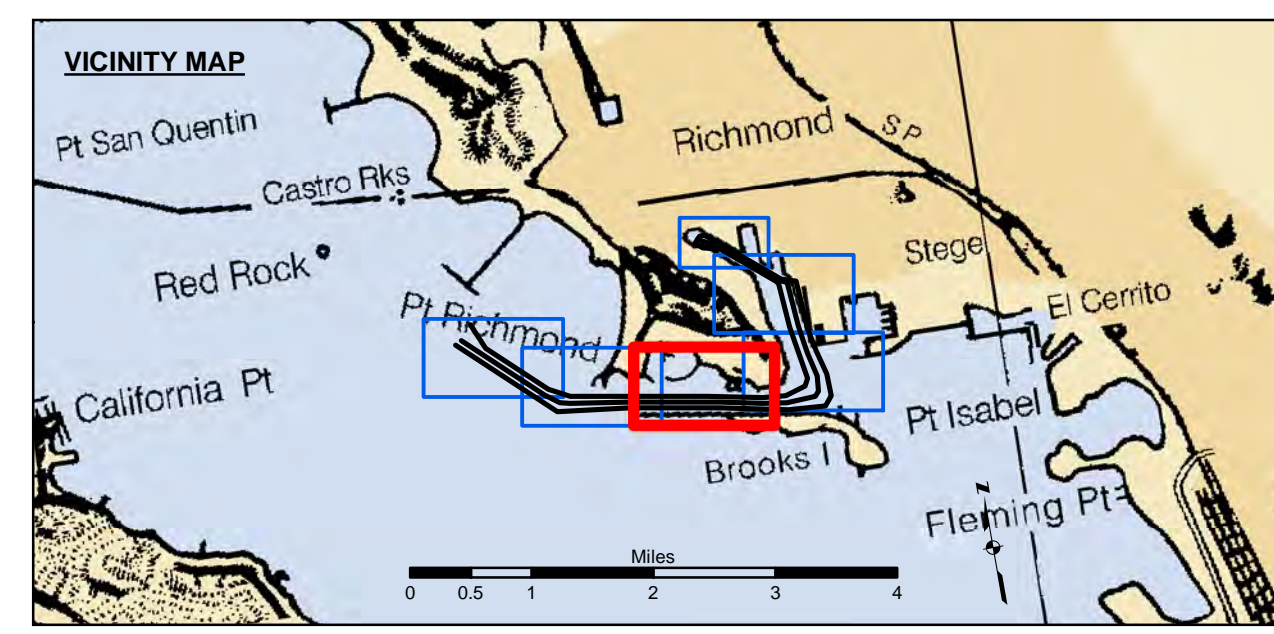 VICINITY MAP
Pt San Quentin
Richmond
S P
Castro Rks
Stege
Red Rock
El Cerrito
Pt Richmond
California Pt
Pt Isabel
Brooks I
Fleming Pt
Miles
0 0.5 1 2 3 4